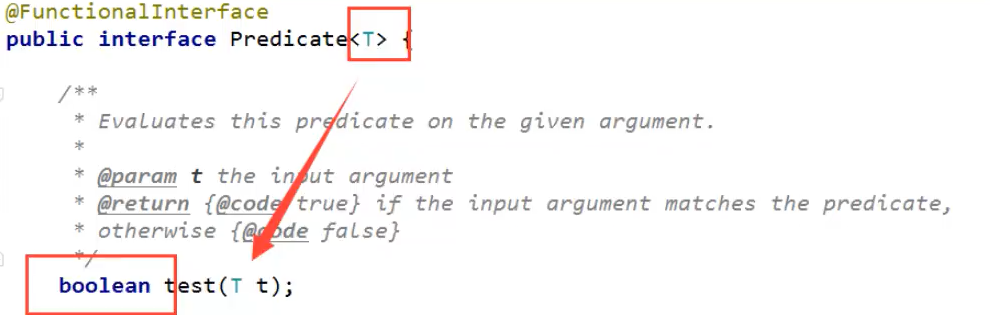 @FunctionalInterface
public interface Predicate<T> {
/**
* Evaluates this predicate on the given argument.
*
* @param t the input argument
* @return {@code true} if the input argument matches the predicate,
* otherwise {@code false}
*/
boolean test(T t);